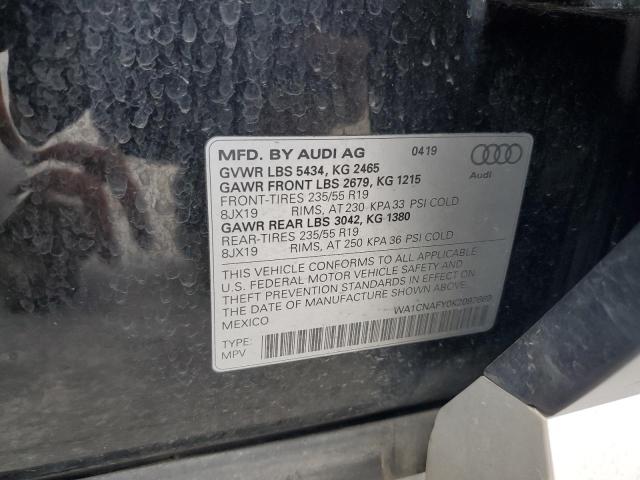 MFD. BY AUDI AG 0419
GVWR LBS 5434, KG 2465
GAWR FRONT LBS 2679, KG 1215
FRONT-TIRES 235/55 R19
8JX19 RIMS, AT 230 KPA 33 PSI COLD
GAWR REAR LBS 3042, KG 1380
REAR-TIRES 235/55 R19
8JX19 RIMS, AT 250 KPA 36 PSI COLD
Audi
THIS VEHICLE CONFORMS TO ALL APPLICABLE
U.S. FEDERAL MOTOR VEHICLE SAFETY AND
THEFT PREVENTION STANDARDS IN EFFECT ON
THE DATE OF MANUFACTURE SHOWN ABOVE.
MEXICO
TYPE:
MPV